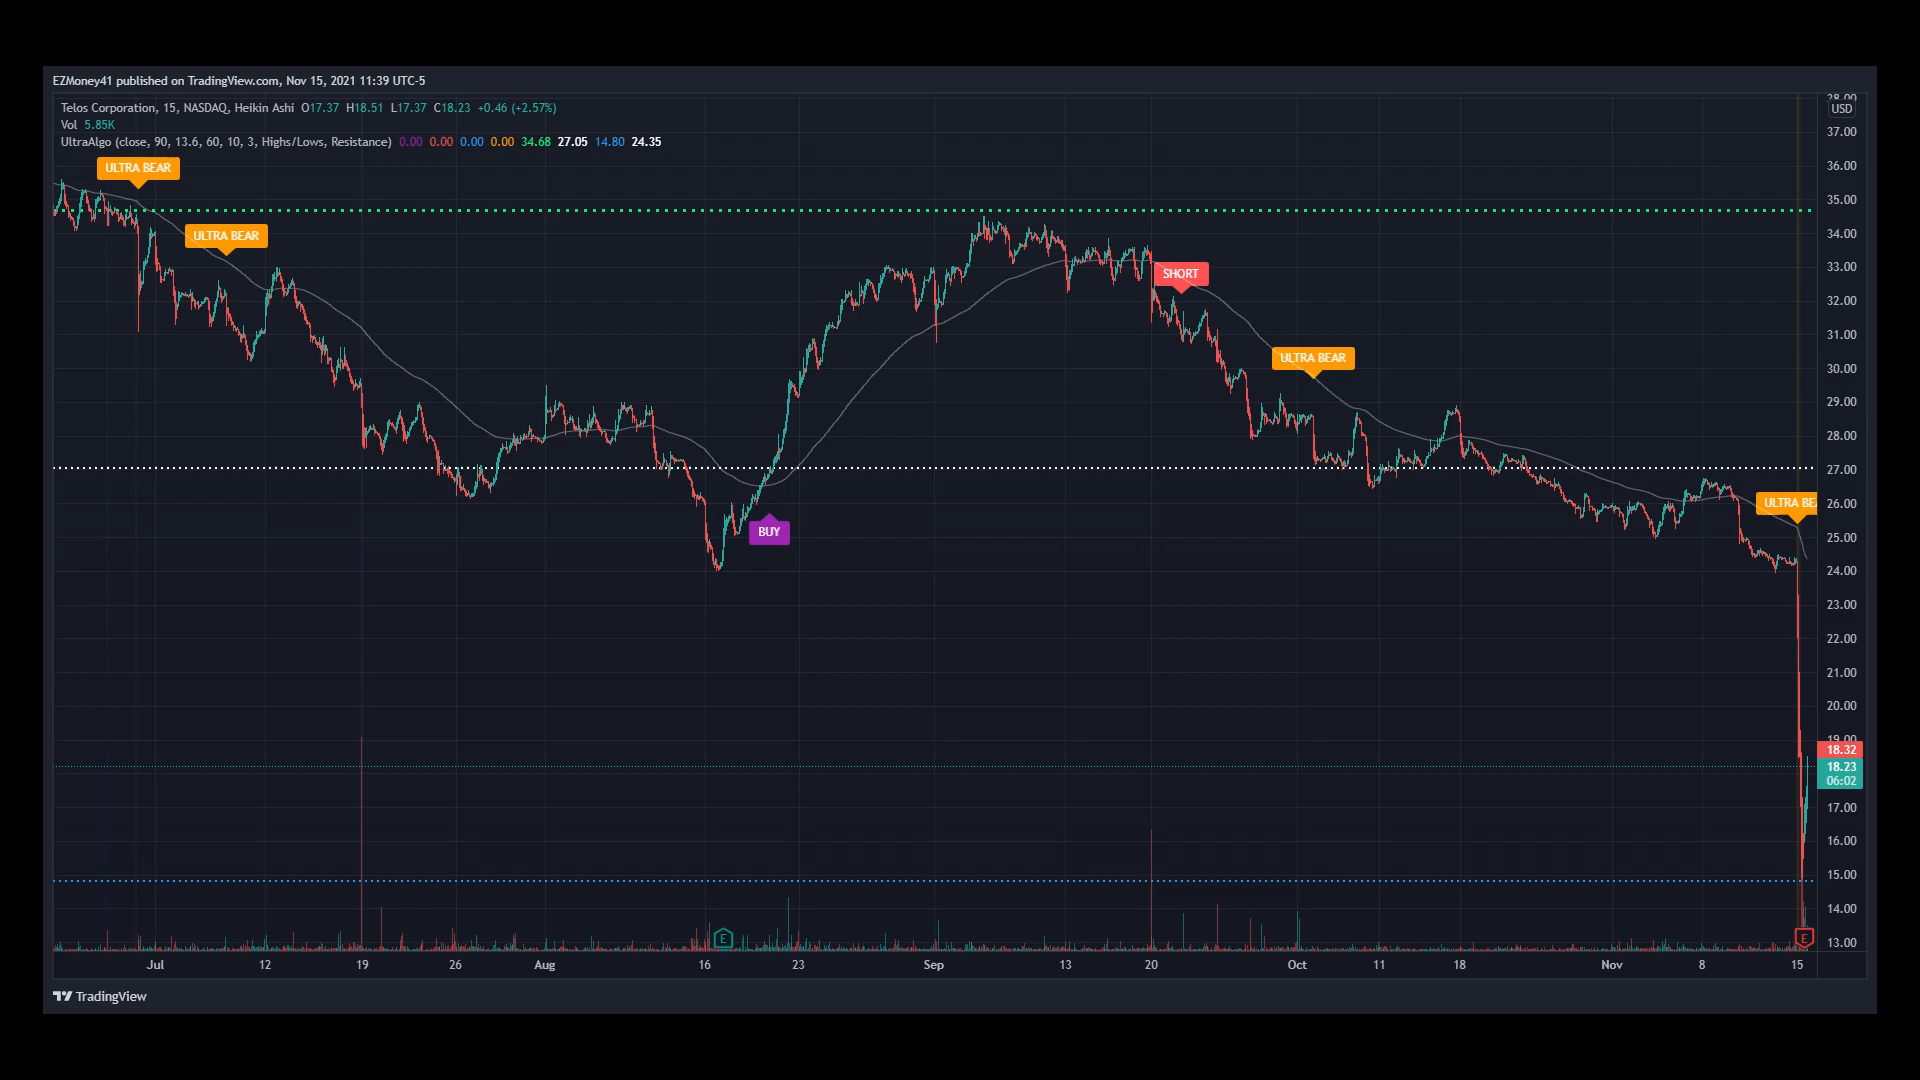 EZMoney41 published on TradingView.com, Nov 15, 2021 11:39 UTC-5
Telos Corporation, 15, NASDAQ, Heikin Ashi O17.37 H18.51 L17.37 C18.23 +0.46 (+2.57%)
Vol 5.85K
UltraAlgo (close, 90, 13.6, 60, 10, 3, Highs/Lows, Resistance) 0.00 0.00 0.00 0.00 34.68 27.05 14.80 24.35
ULTRA BEAR
ULTRA BEAR
SHORT
ULTRA BEAR
ULTRA BE
BUY
38.00
USD
37.00
36.00
35.00
34.00
33.00
32.00
31.00
30.00
29.00
28.00
27.00
26.00
25.00
24.00
23.00
22.00
21.00
20.00
19.00
18.32
18.23
06:02
17.00
16.00
15.00
14.00
13.00
E
E
Jul 12 19 26 Aug 16 23 Sep 13 20 Oct 11 18 Nov 8 15
TradingView